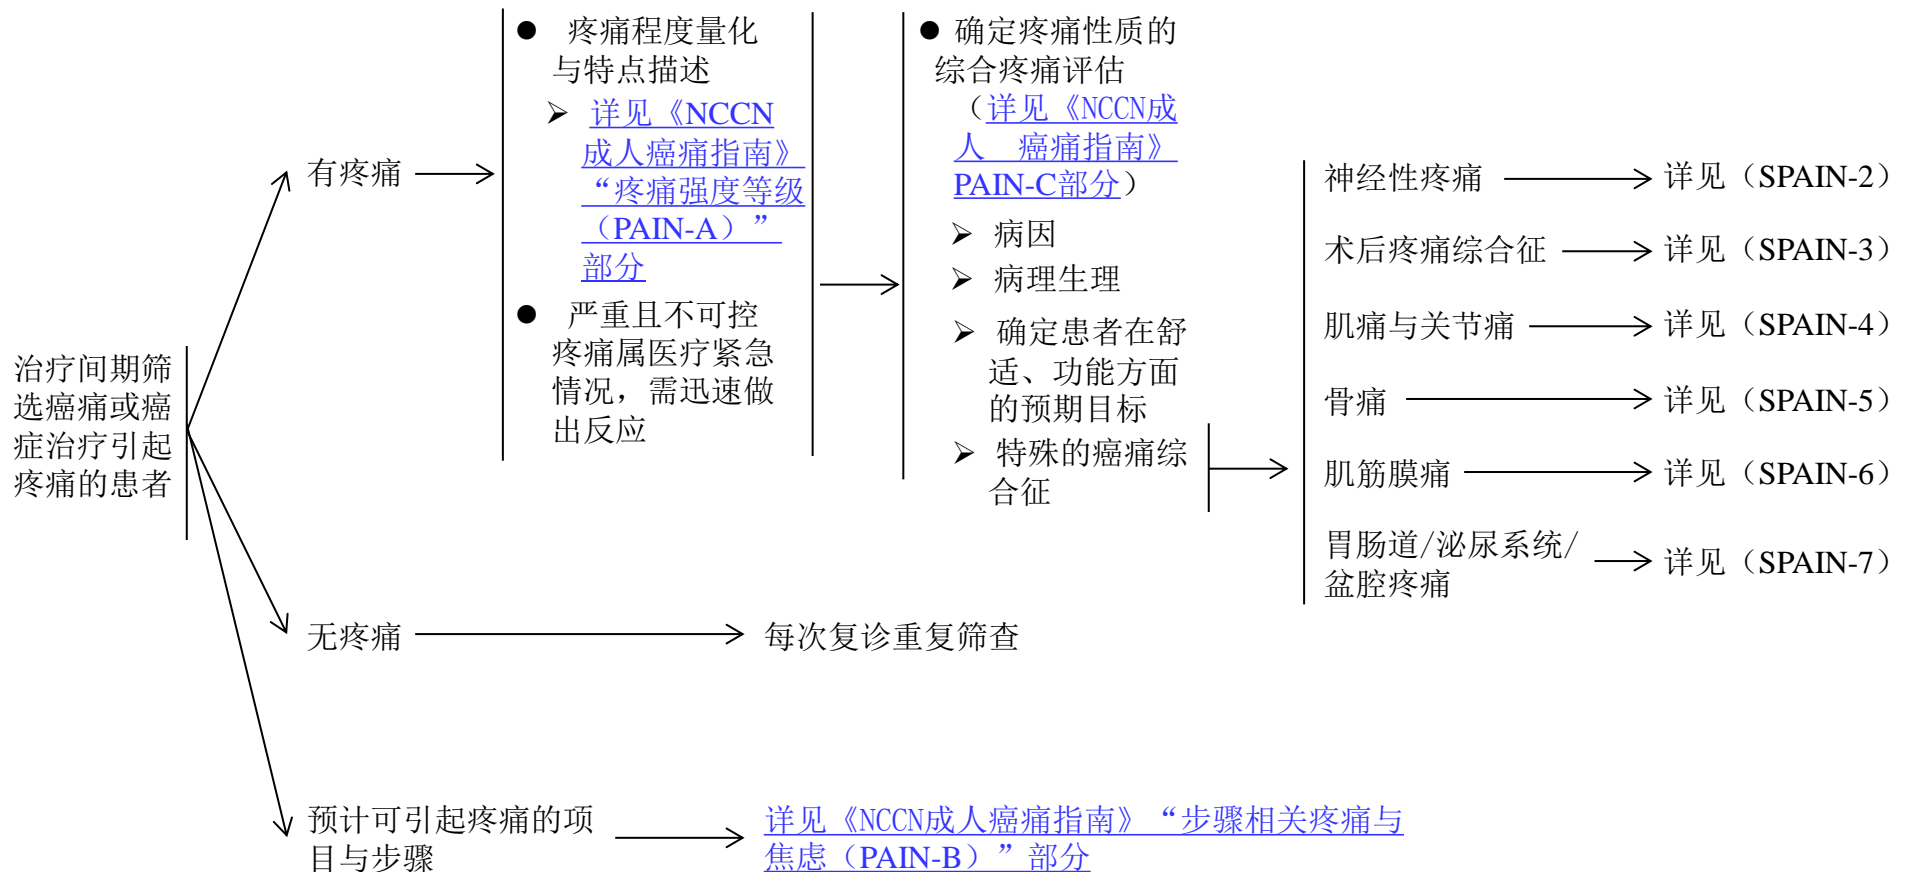 治疗间期筛
选癌痛或癌
症治疗引起
疼痛的患者
有疼痛
● 疼痛程度量化
与特点描述
➢ 详见《NCCN
成人癌痛指南》
“疼痛强度等级
（PAIN-A）”
部分
● 严重且不可控
疼痛属医疗紧急
情况，需迅速做
出反应
● 确定疼痛性质的
综合疼痛评估
（详见《NCCN成
人 癌痛指南》
PAIN-C部分）
➢ 病因
➢ 病理生理
➢ 确定患者在舒
适、功能方面
的预期目标
➢ 特殊的癌痛综
合征
神经性疼痛
详见（SPAIN-2）
术后疼痛综合征
详见（SPAIN-3）
肌痛与关节痛
详见（SPAIN-4）
骨痛
详见（SPAIN-5）
肌筋膜痛
详见（SPAIN-6）
胃肠道/泌尿系统/
盆腔疼痛
详见（SPAIN-7）
无疼痛
每次复诊重复筛查
预计可引起疼痛的项
目与步骤
详见《NCCN成人癌痛指南》“步骤相关疼痛与
焦虑（PAIN-B）”部分